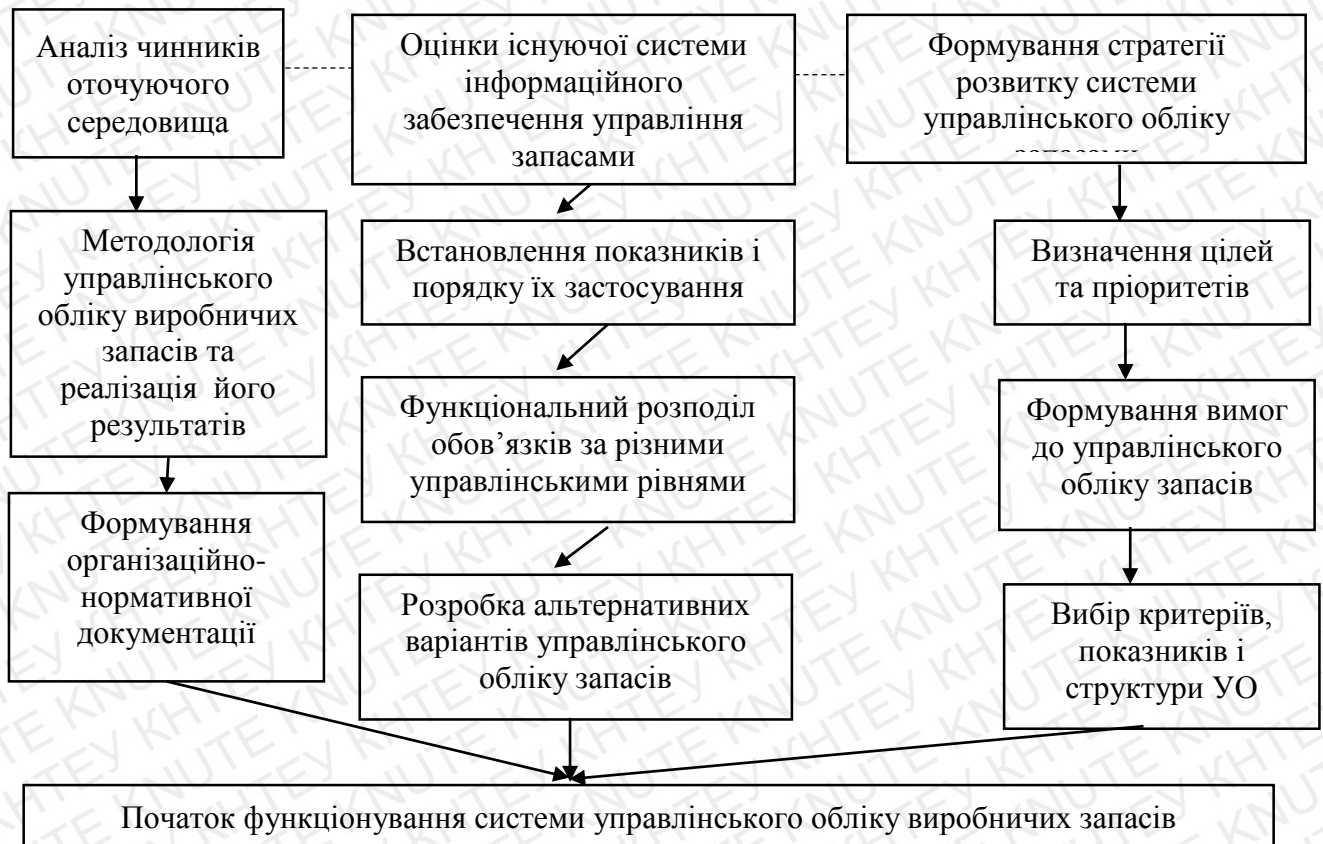 Аналіз чинників
оточуючого
середовища
Оцінки існуючої системи
інформаційного
забезпечення управління
запасами
Формування стратегії
розвитку системи
управлінського обліку
запасами
Методологія
управлінського
обліку виробничих
запасів та
реалізація його
результатів
Встановлення показників і
порядку їх застосування
Визначення цілей
та пріоритетів
Функціональний розподіл
обов’язків за різними
управлінськими рівнями
Формування вимог
до управлінського
обліку запасів
Формування
організаційно-
нормативної
документації
Розробка альтернативних
варіантів управлінського
обліку запасів
Вибір критеріїв,
показників і
структури УО
Початок функціонування системи управлінського обліку виробничих запасів
KNUTE KHTEY